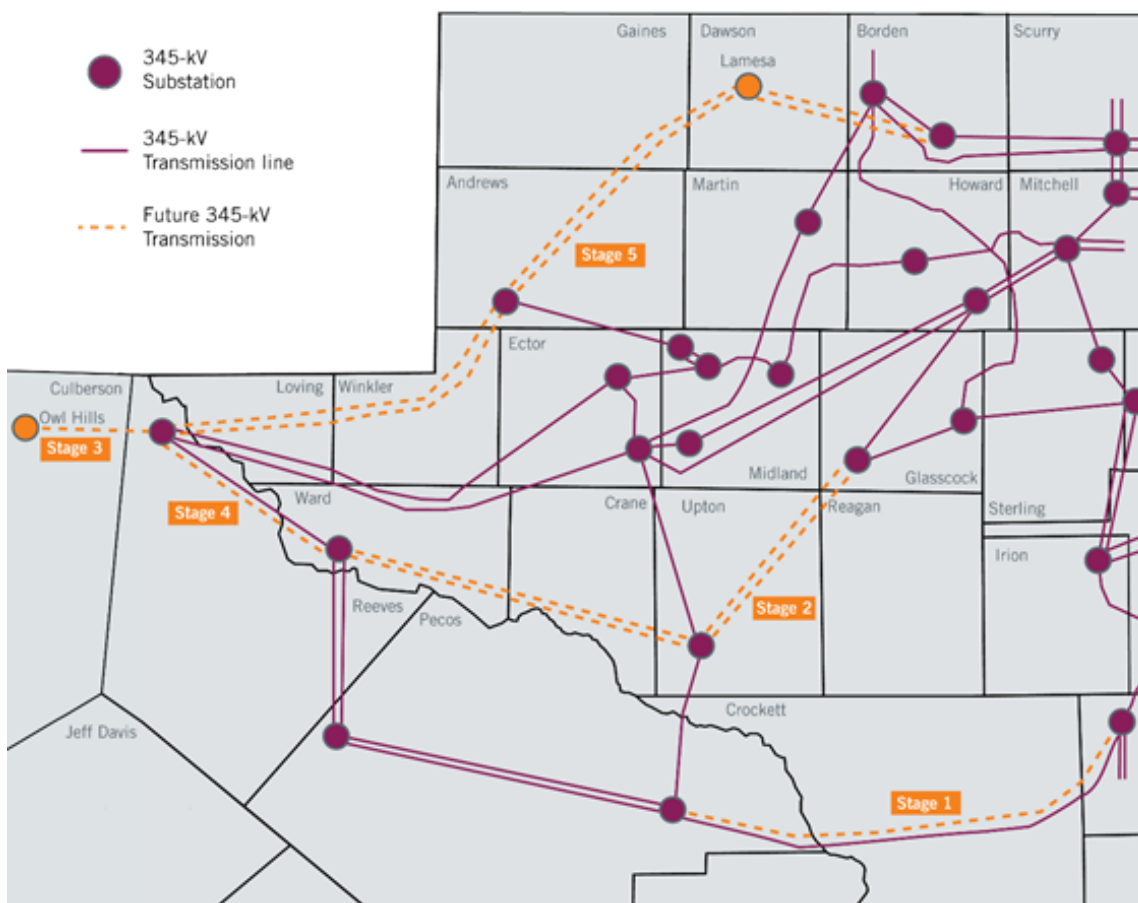 345-kV
Substation
345-kV
Transmission line
Future 345-kV
Transmission
Gaines
Dawson
Borden
Scurry
Lamesa
Andrews
Martin
Howard
Mitchell
Stage 5
Ector
Culberson
Loving
Winkler
Owl Hills
Stage 3
Midland
Glasscock
Ward
Crane
Upton
Reagan
Sterling
Stage 4
Irion
Reeves
Pecos
Stage 2
Crockett
Jeff Davis
Stage 1